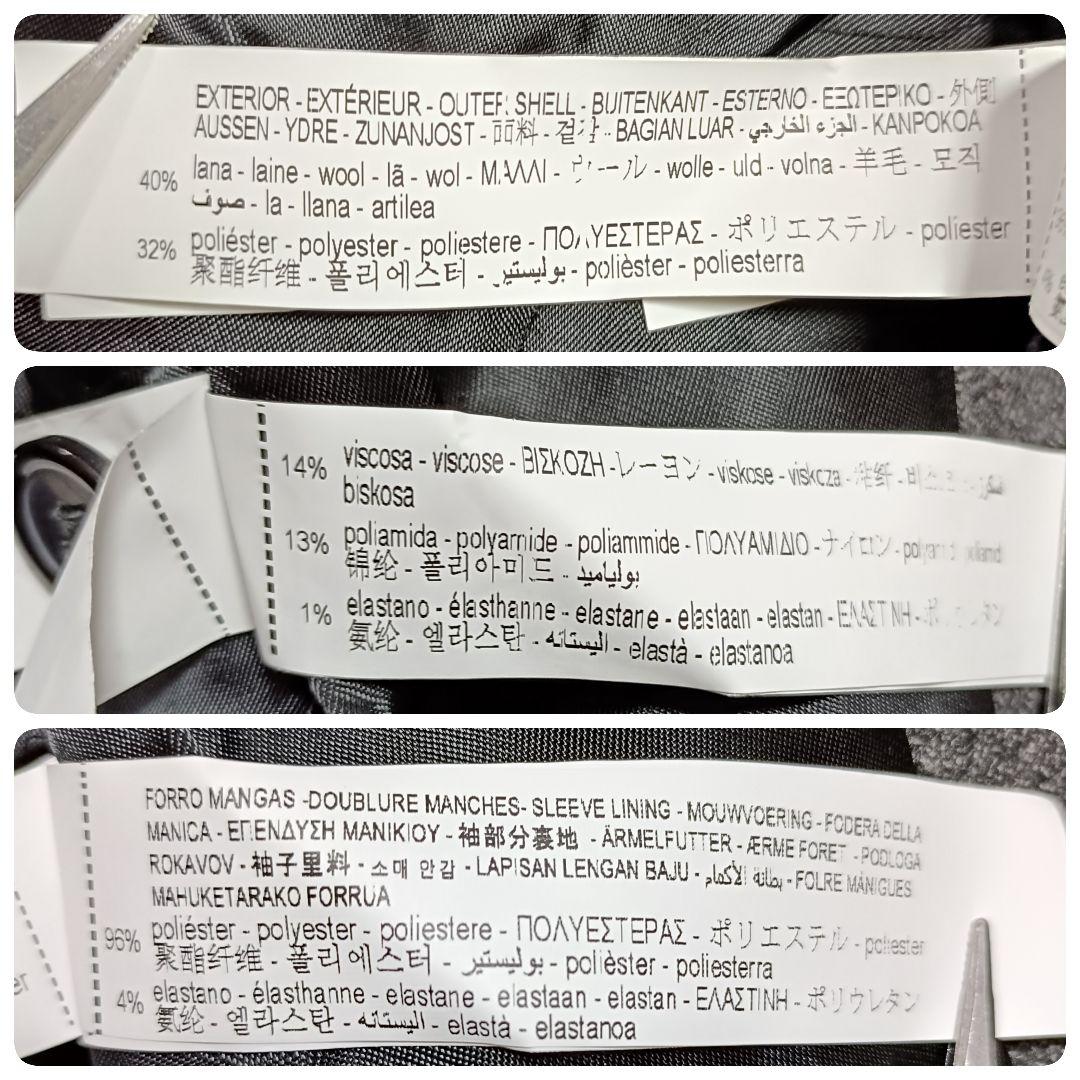 EXTERIOR - EXTÉRIEUR - OUTER SHELL - BUITENKANT - ESTERNO - ΕΞΩΤΕΡΙΚΟ - 外側
AUSSEN - YDRE - ZUNANJOST - 面料 - 겉감 - BAGIAN LUAR - الجزء الخارجي - KANPOKOA
40% lana - laine - wool - lã - wol - ΜΑΛΛΙ - ウール - wolle - uld - volna - 羊毛 - 모직
صوف - la - llana - artilea
32% poliéster - polyester - poliestere - ΠΟΛΥΕΣΤΕΡΑΣ - ポリエステル - poliester
聚酯纤维 - 폴리에스터 - بوليستير - polièster - poliesterra
14% viscosa - viscose - ΒΙΣΚΟΖΗ - レーヨン - viskose - viskoza - 粘纤
biskosa
13% poliamida - polyamide - poliammide - ΠΟΛΥΑΜΙΔΙΟ - ナイロン
锦纶 - 폴리아미드 - بولياميد
1% elastano - élasthanne - elastane - elastaan - elastan - ΕΛΑΣΤΙΝΗ
氨纶 - 엘라스탄 - اليستانه - elastà - elastanoa
FORRO MANGAS -DOUBLURE MANCHES- SLEEVE LINING - MOUWVOERING - FODERA DELLA
MANICA - ΕΠΕΝΔΥΣΗ ΜΑΝΙΚΙΟΥ - 袖部分裏地 - ÄRMELFUTTER - ÆRME FORET - PODLOGA
ROKAVOV - 袖子里料 - 소매 안감 - LAPISAN LENGAN BAJU - بطانة الأكمام - FOLRE MÀNIGUES
MAHUKETARAKO FORRUA
96% poliéster - polyester - poliestere - ΠΟΛΥΕΣΤΕΡΑΣ - ポリエステル - poliester
聚酯纤维 - 폴리에스터 - بوليستير - polièster - poliesterra
4% elastano - élasthanne - elastane - elastaan - elastan - ΕΛΑΣΤΙΝΗ - ポリウレタン
氨纶 - 엘라스탄 - اليستانه - elastà - elastanoa